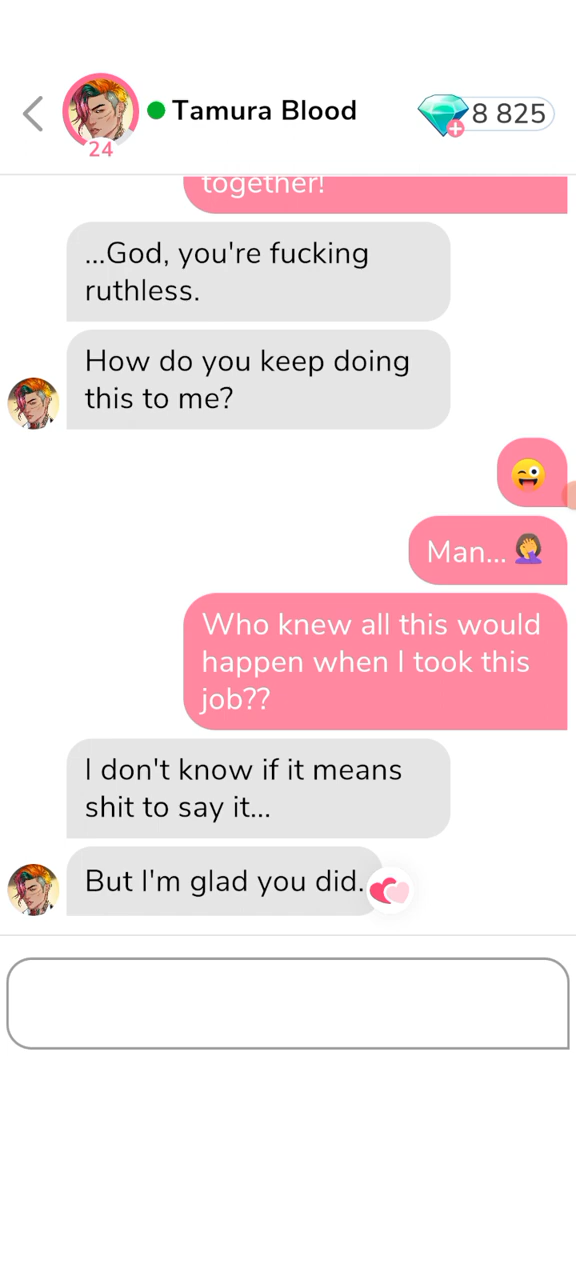 Tamura Blood
8 825
24
together!
...God, you're fucking
ruthless.
How do you keep doing
this to me?
😜
Man... 🤦‍♀️
Who knew all this would
happen when I took this
job??
I don't know if it means
shit to say it...
But I'm glad you did.